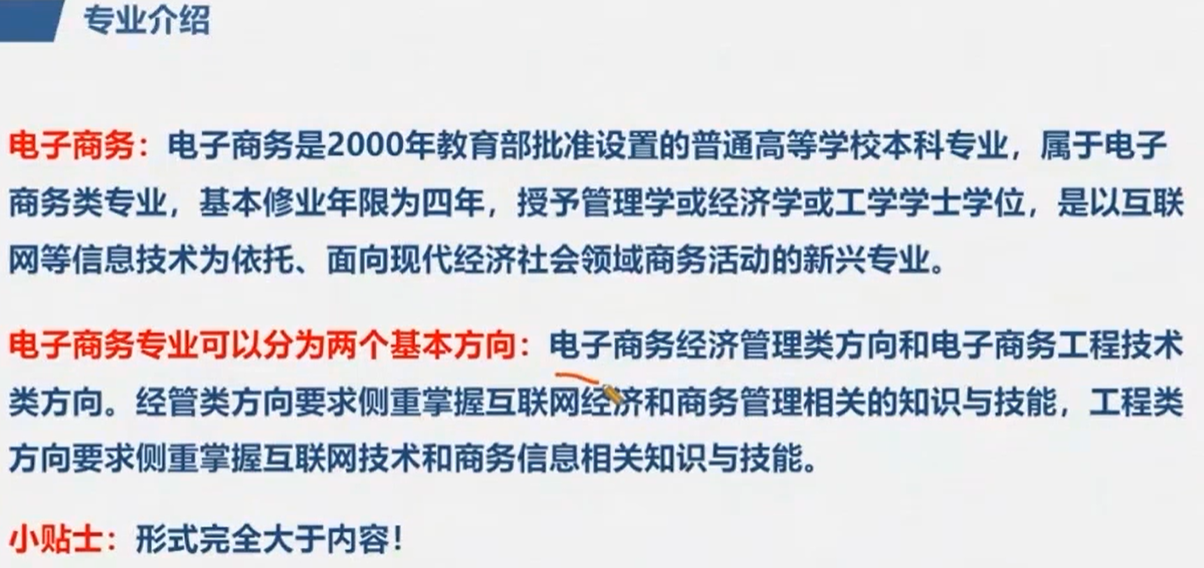 专业介绍
电子商务：电子商务是2000年教育部批准设置的普通高等学校本科专业，属于电子
商务类专业，基本修业年限为四年，授予管理学或经济学或工学学士学位，是以互联
网等信息技术为依托、面向现代经济社会领域商务活动的新兴专业。
电子商务专业可以分为两个基本方向：电子商务经济管理类方向和电子商务工程技术
类方向。经管类方向要求侧重掌握互联网经济和商务管理相关的知识与技能，工程类
方向要求侧重掌握互联网技术和商务信息相关知识与技能。
小贴士：形式完全大于内容！